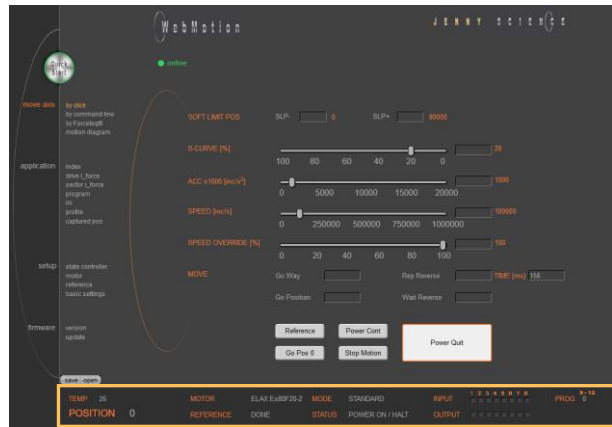 WebMotion
JENNY SCIENCE
Quick Start
online
move axis
by click
by command line
by Forceteq®
motion diagram
SOFT LIMIT POS SLP- 0 SLP+ 80000
S-CURVE [%] 20
100 80 60 40 20 0
application
index
drive i_force
sector i_force
program
i/o
profile
captured pos
ACC x1000 [inc/s²] 1000
0 5000 10000 15000 20000
SPEED [inc/s] 100000
0 250000 500000 750000 1000000
SPEED OVERRIDE [%] 100
0 20 40 60 80 100
setup
state controller
motor
reference
basic settings
MOVE Go Way Rep Reverse TIME [ms] 156
Go Position Wait Reverse
firmware
version
update
Reference Power Cont Power Quit
Go Pos 0 Stop Motion
save open
TEMP 26 MOTOR ELAX Ex80F20-2 MODE STANDARD INPUT 1 2 3 4 5 6 7 8 9-12 PROG 0
POSITION 0 REFERENCE DONE STATUS POWER ON / HALT OUTPUT